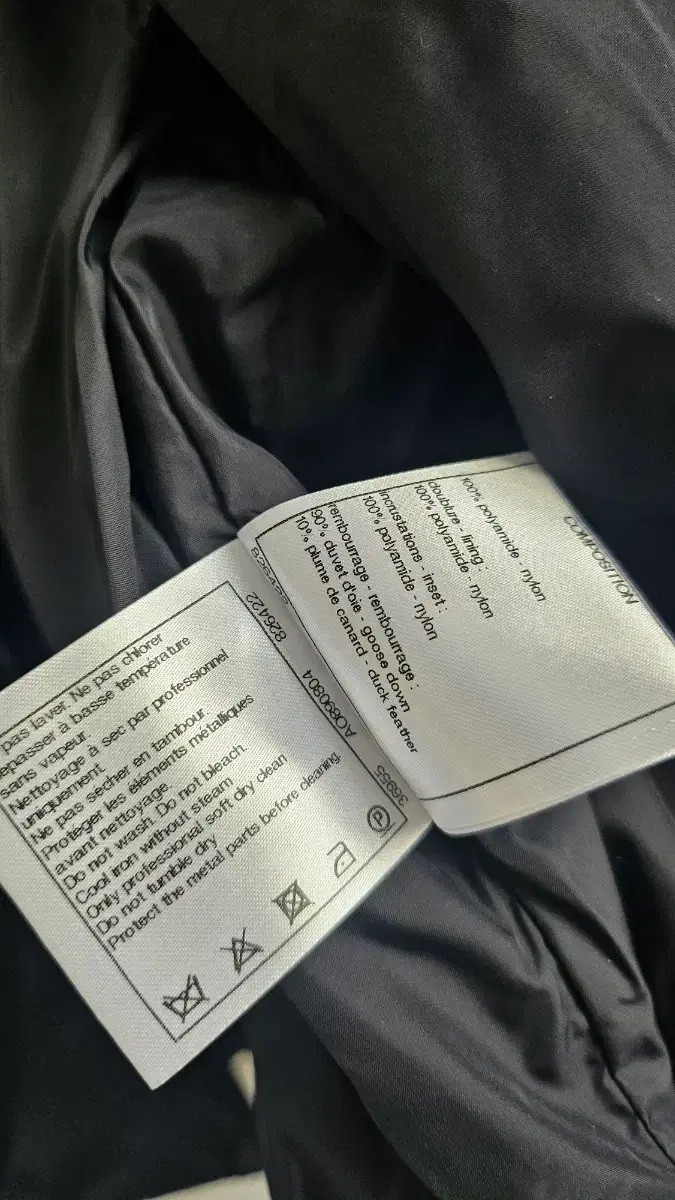 COMPOSITION
100% polyamide - nylon
doublure - lining :
100% polyamide - nylon
incrustations - inset :
100% polyamide - nylon
rembourrage - rembourrage :
90% duvet d'oie - goose down
10% plume de canard - duck feather
826422
pas laver. Ne pas chlorer
epasser à basse température
sans vapeur.
Nettoyage à sec par professionnel
uniquement
Ne pas sécher en tambour.
Protéger les éléments métalliques
avant nettoyage.
Do not wash. Do not bleach.
Cool iron without steam
Only professional soft dry clean
Do not tumble dry
Protect the metal parts before cleaning.
P
826422
AO890804
36955